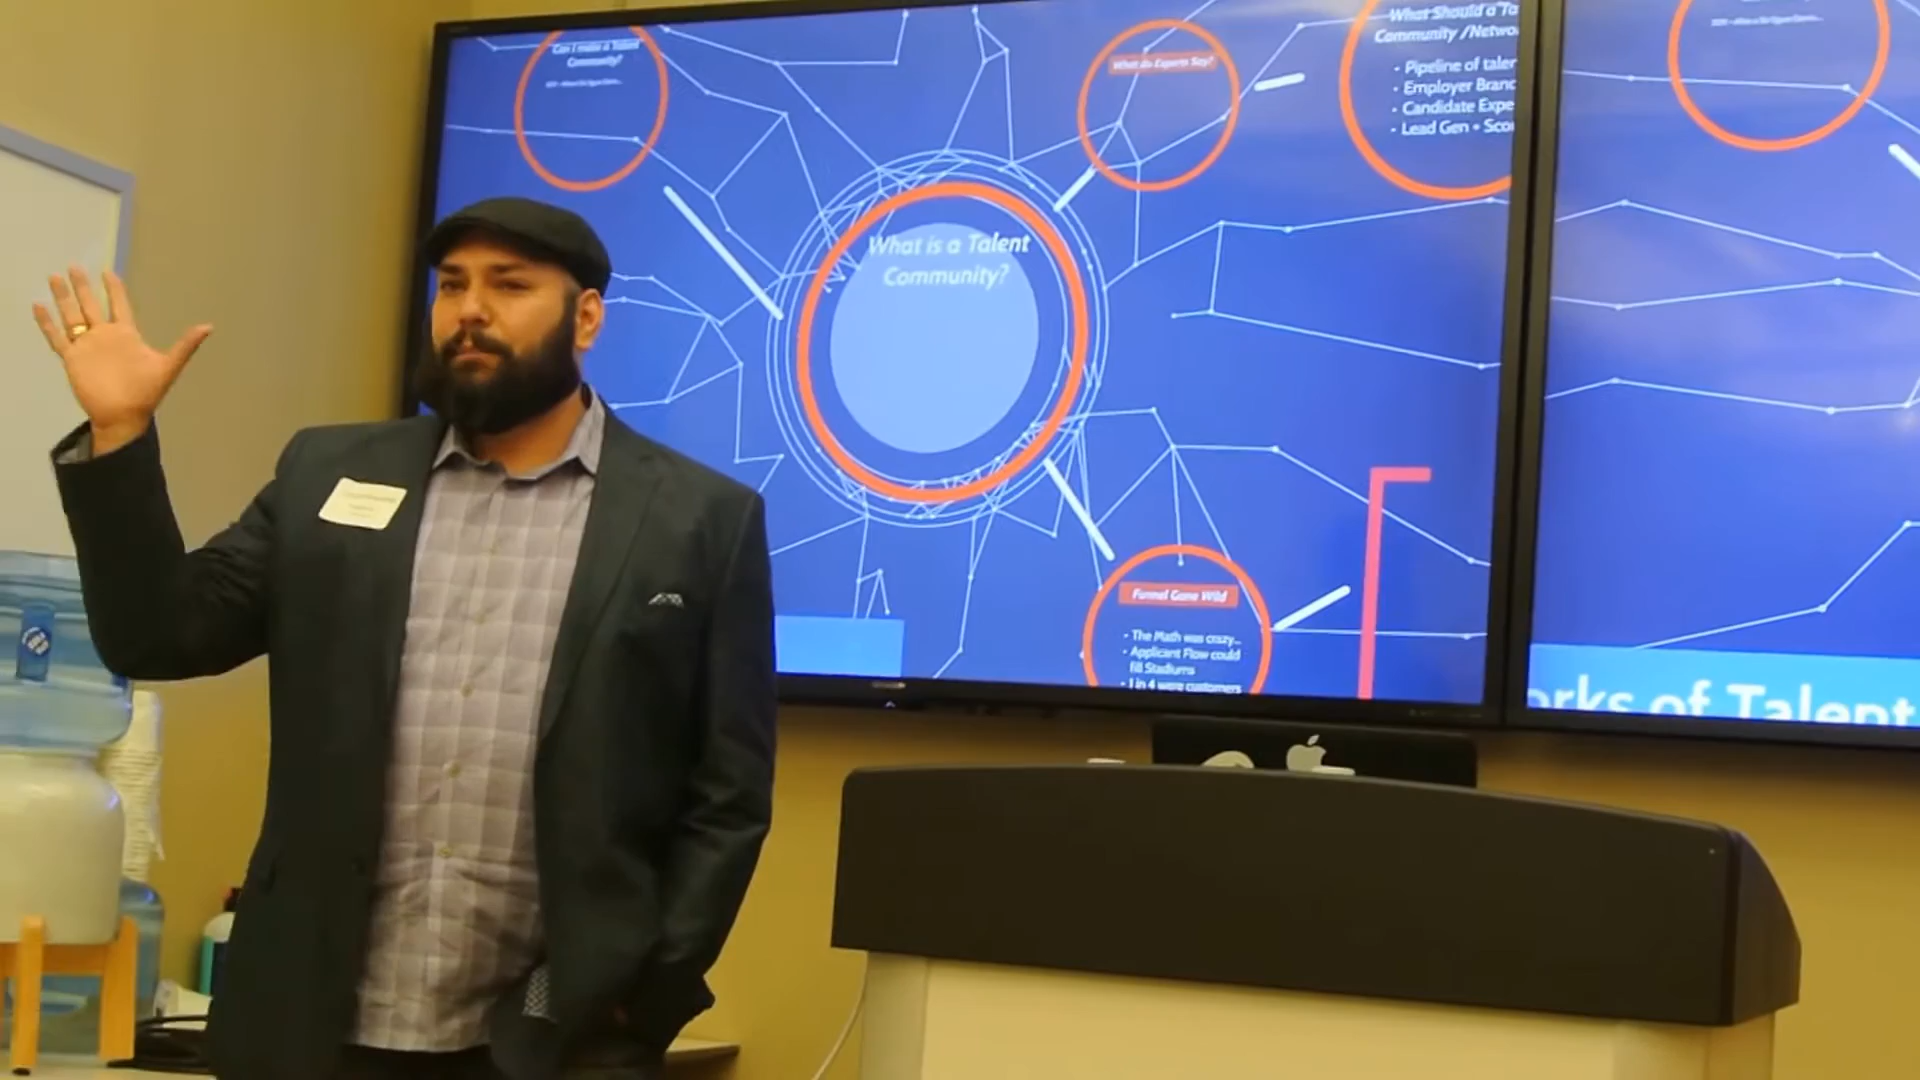 Can I make a Talent
Community?
What do Experts Say?
What Should a Ta
Community /Netwo
• Pipeline of talen
• Employer Branc
• Candidate Expe
• Lead Gen • Scor
What is a Talent
Community?
Funnel Gone Wild
• The Math was crazy...
• Applicant Flow could
fill Stadiums
• 1 in 4 were customers
orks of Talent